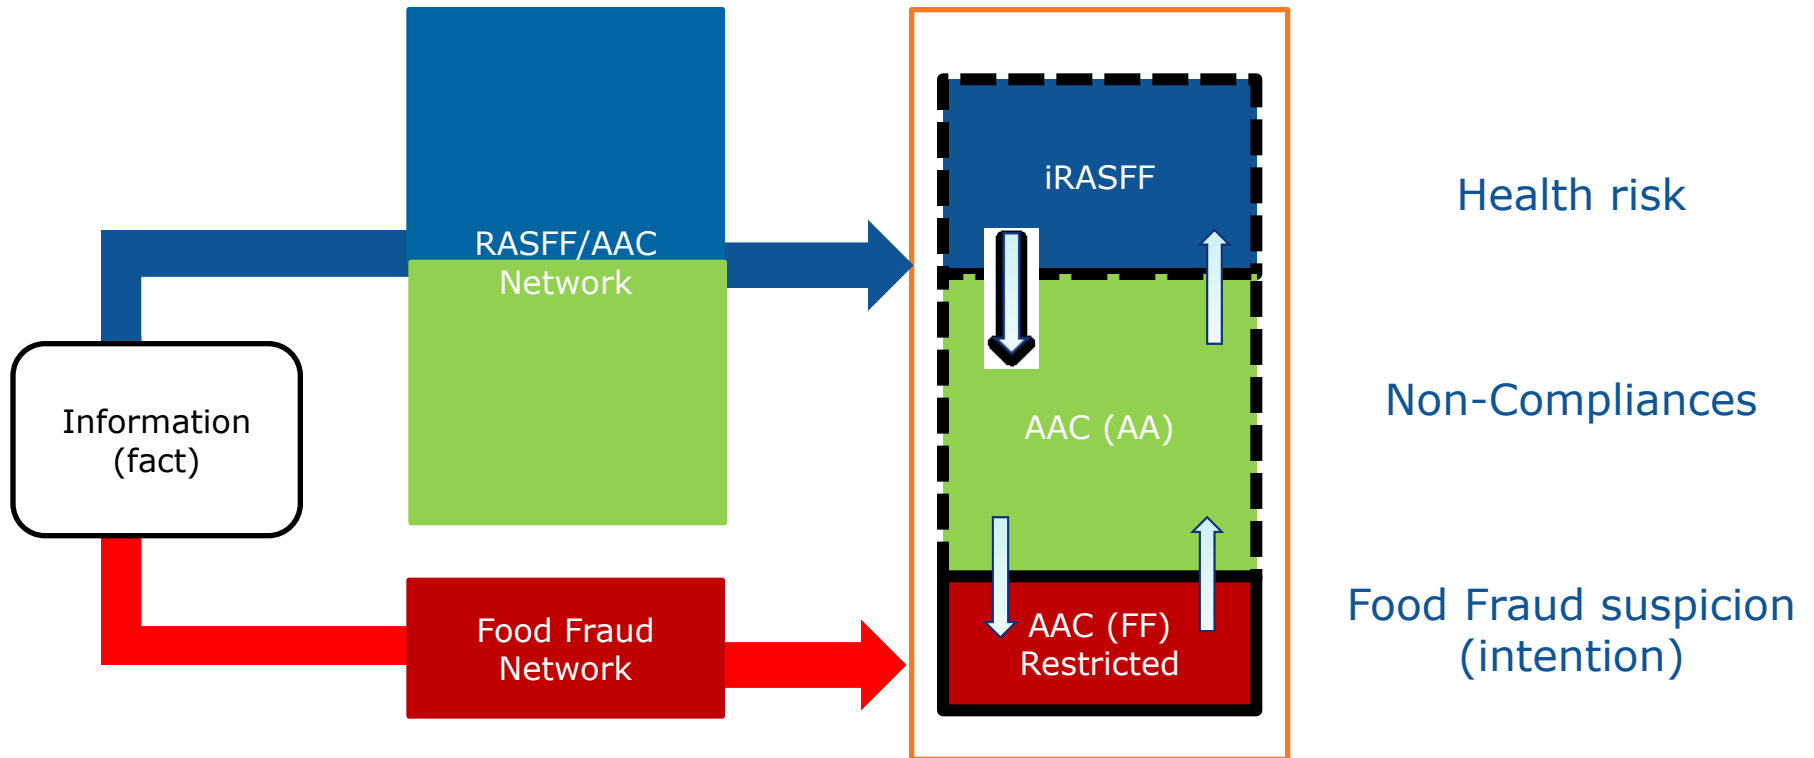 Information
(fact)
RASFF/AAC
Network
Food Fraud
Network
iRASFF
AAC (AA)
AAC (FF)
Restricted
Health risk
Non-Compliances
Food Fraud suspicion
(intention)